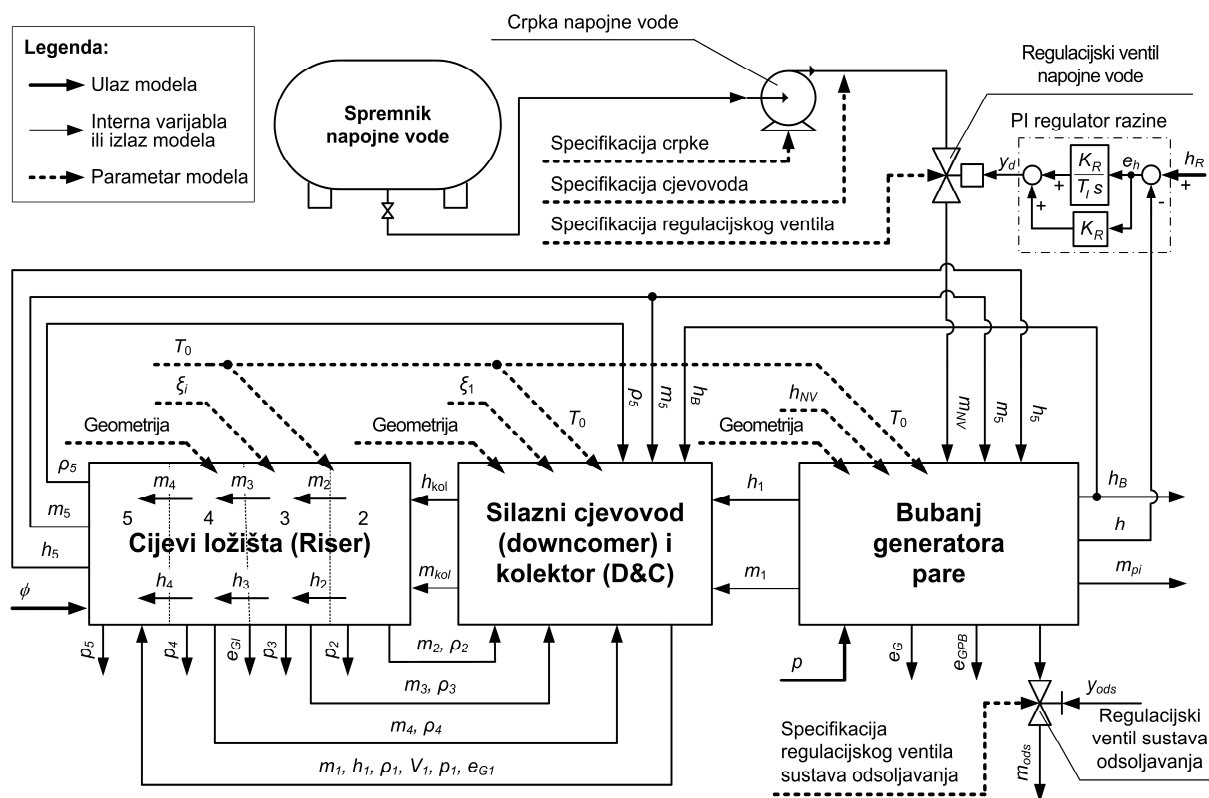 Legenda:
Ulaz modela
Interna varijabla
ili izlaz modela
Parametar modela
Crpka napojne vode
Spremnik
napojne vode
Regulacijski ventil
napojne vode
PI regulator razine
Specifikacija crpke
Specifikacija cjevovoda
Specifikacija regulacijskog ventila
y_d
K_R
T_I s
e_h
h_R
+
+
+
-
K_R
T_0
ξ_i
Geometrija
ξ_1
Geometrija
T_0
ρ_5
m_5
h_B
h_NV
Geometrija
T_0
m_NV
m_5
h_5
ρ_5
m_5
h_5
ϕ
m_4
m_3
m_2
5
4
3
2
Cijevi ložišta (Riser)
h_4
h_3
h_2
h_kol
m_kol
Silazni cjevovod
(downcomer) i
kolektor (D&C)
h_1
m_1
Bubanj
generatora
pare
h_B
h
m_pi
p_5
p_4
e_GI
p_3
p_2
m_2, ρ_2
m_3, ρ_3
m_4, ρ_4
m_1, h_1, ρ_1, V_1, p_1, e_G1
p
e_G
e_GPB
y_ods
Specifikacija
regulacijskog ventila
sustava odsoljavanja
m_ods
Regulacijski
ventil sustava
odsoljavanja